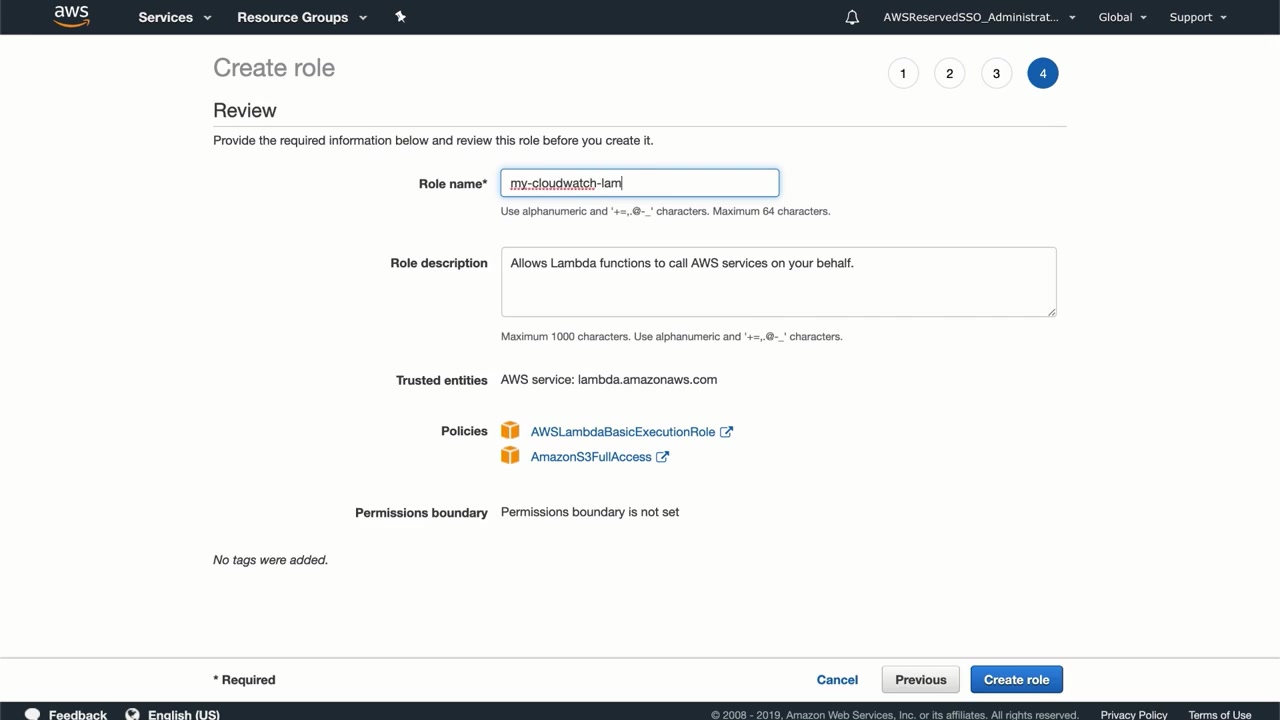 aws Services Resource Groups AWSReservedSSO_Administrat... Global Support
Create role
1 2 3 4
Review
Provide the required information below and review this role before you create it.
Role name* my-cloudwatch-lam
Use alphanumeric and '+=,.@-_' characters. Maximum 64 characters.
Role description Allows Lambda functions to call AWS services on your behalf.
Maximum 1000 characters. Use alphanumeric and '+=,.@-_' characters.
Trusted entities AWS service: lambda.amazonaws.com
Policies AWSLambdaBasicExecutionRole
AmazonS3FullAccess
Permissions boundary Permissions boundary is not set
No tags were added.
* Required Cancel Previous Create role
Feedback English (US) © 2008 - 2019, Amazon Web Services, Inc. or its affiliates. All rights reserved. Privacy Policy Terms of Use